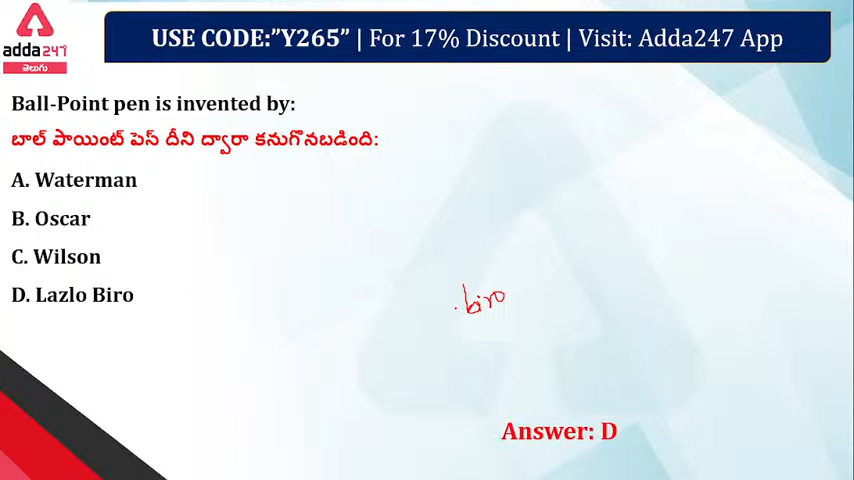 adda247
తెలుగు
USE CODE:”Y265” | For 17% Discount | Visit: Adda247 App
Ball-Point pen is invented by:
బాల్ పాయింట్ పెస్ దీని ద్వారా కనుగొనబడింది:
A. Waterman
B. Oscar
C. Wilson
D. Lazlo Biro
.biro
Answer: D